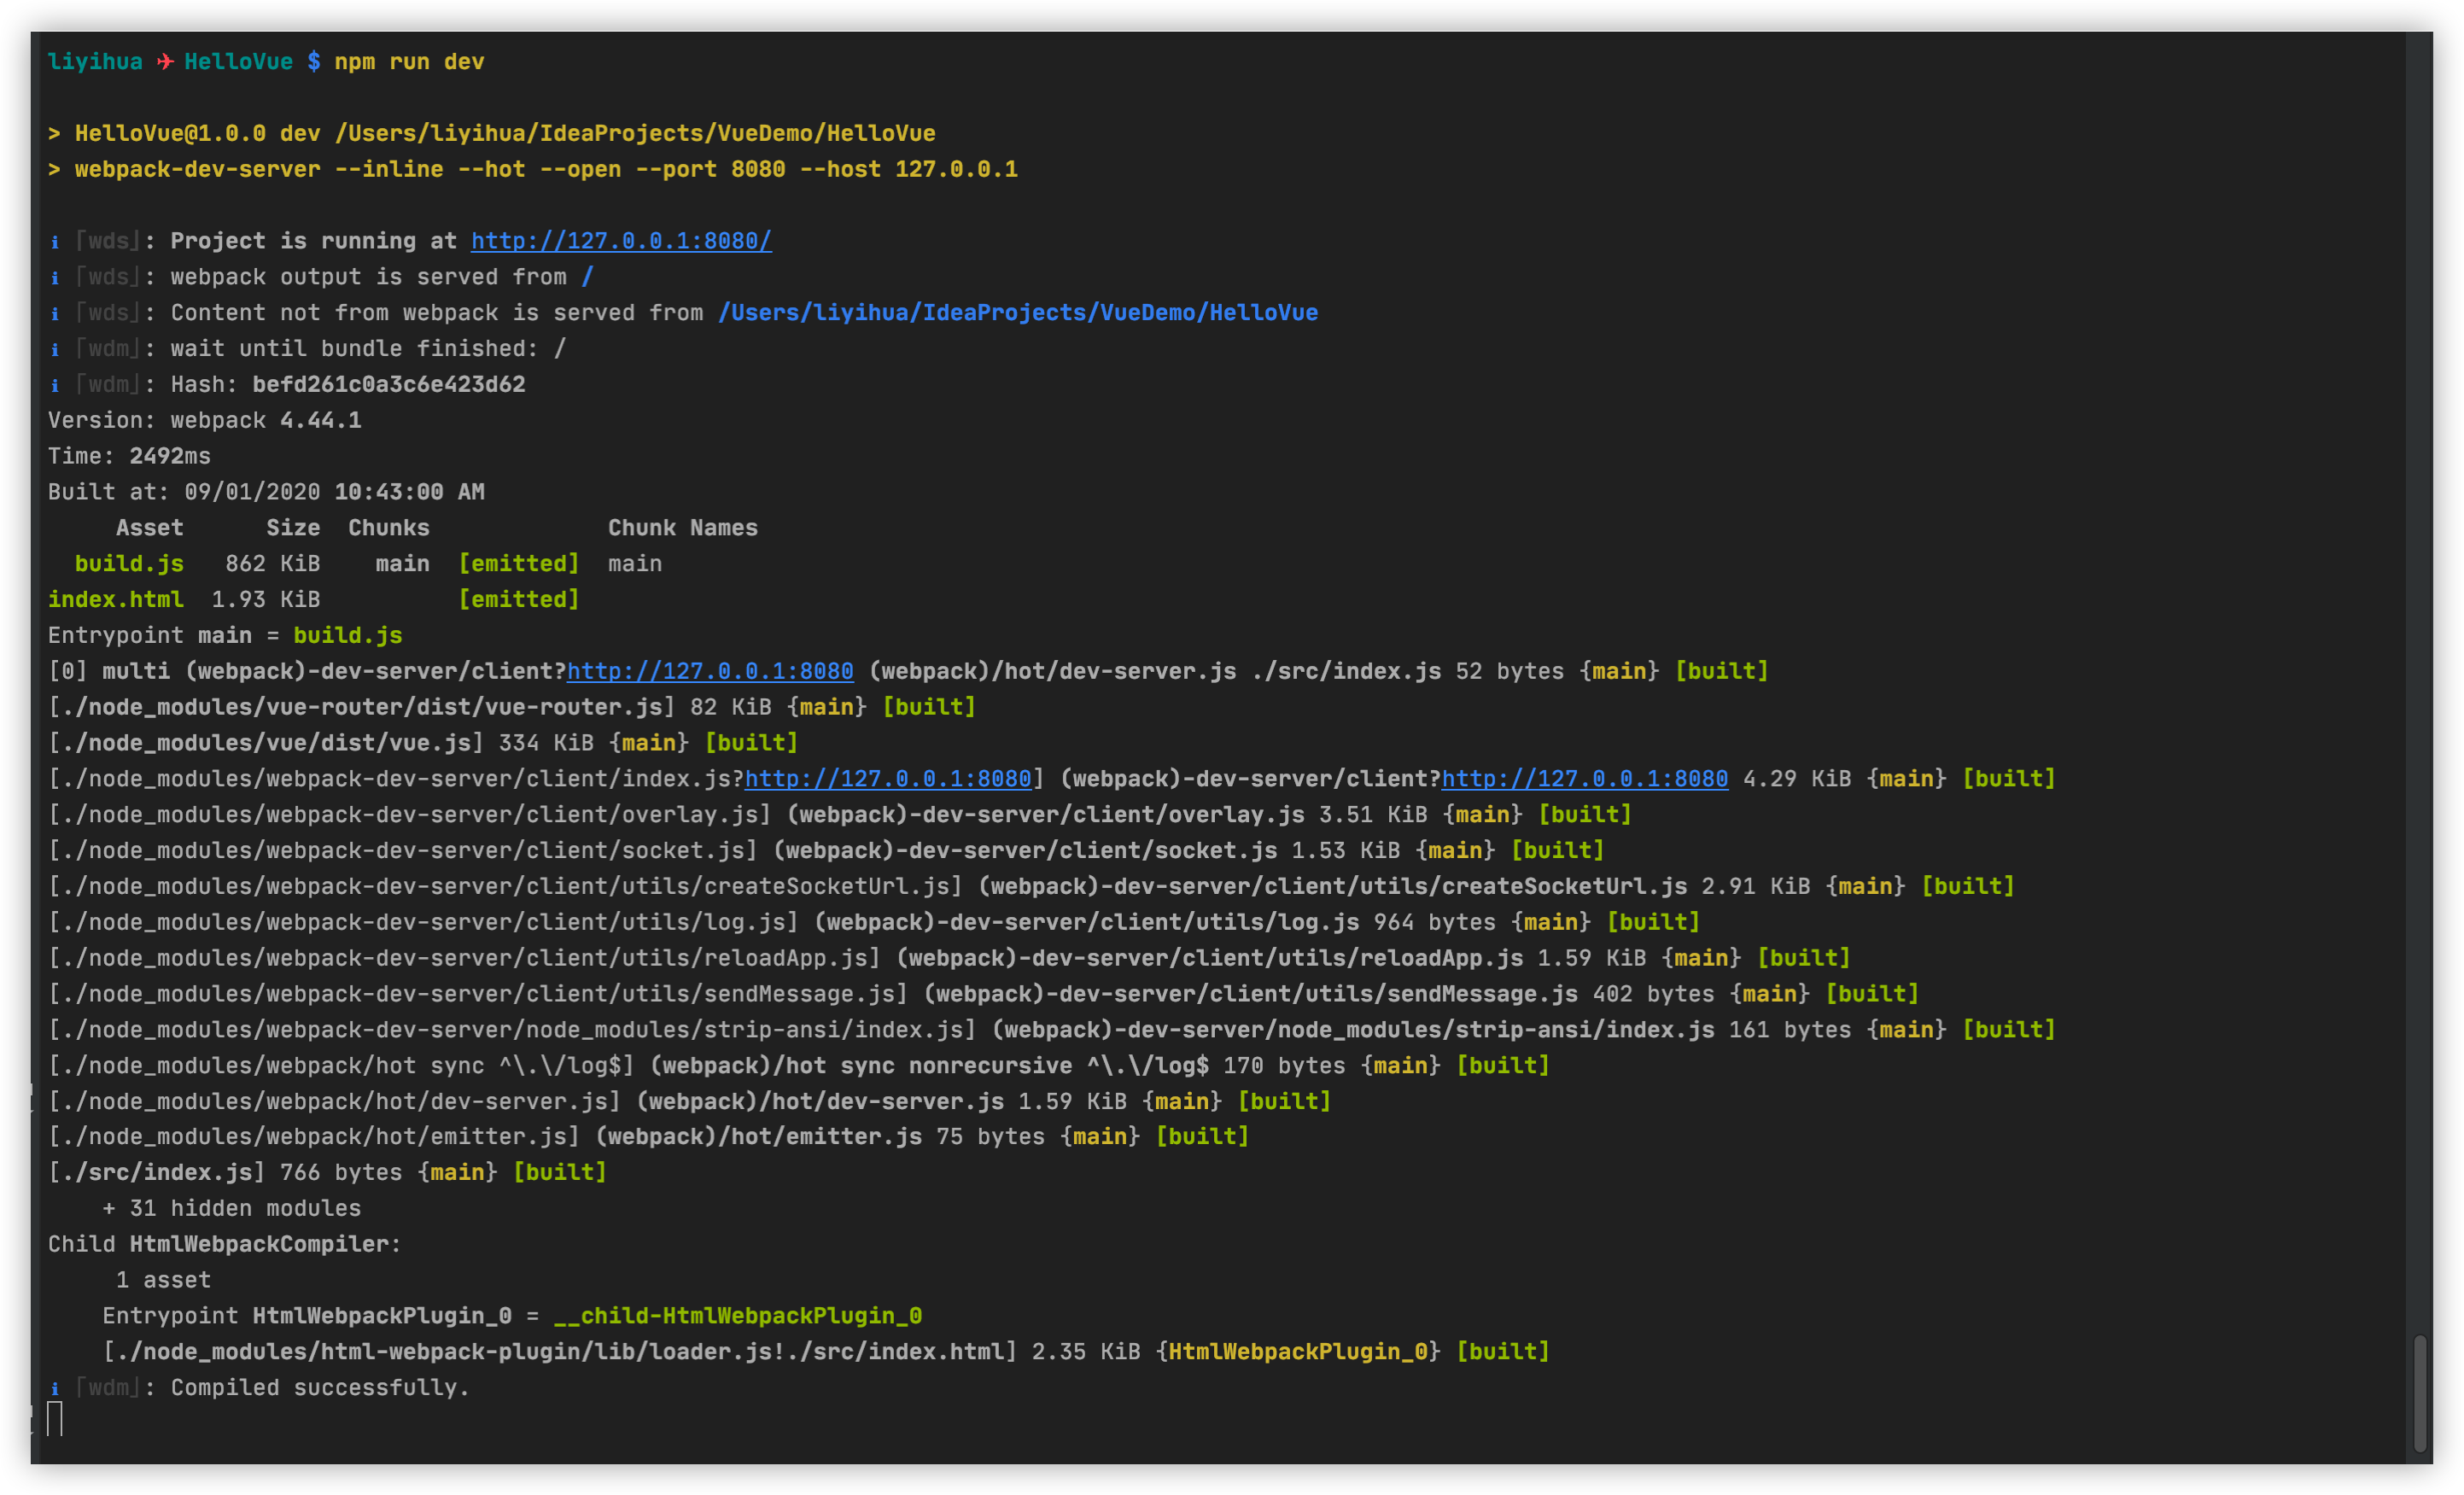 liyihua ✈ HelloVue $ npm run dev
> HelloVue@1.0.0 dev /Users/liyihua/IdeaProjects/VueDemo/HelloVue
> webpack-dev-server --inline --hot --open --port 8080 --host 127.0.0.1
ℹ ｢wds｣: Project is running at http://127.0.0.1:8080/
ℹ ｢wds｣: webpack output is served from /
ℹ ｢wds｣: Content not from webpack is served from /Users/liyihua/IdeaProjects/VueDemo/HelloVue
ℹ ｢wdm｣: wait until bundle finished: /
ℹ ｢wdm｣: Hash: befd261c0a3c6e423d62
Version: webpack 4.44.1
Time: 2492ms
Built at: 09/01/2020 10:43:00 AM
     Asset      Size  Chunks             Chunk Names
  build.js   862 KiB    main  [emitted]  main
index.html  1.93 KiB          [emitted]
Entrypoint main = build.js
[0] multi (webpack)-dev-server/client?http://127.0.0.1:8080 (webpack)/hot/dev-server.js ./src/index.js 52 bytes {main} [built]
[./node_modules/vue-router/dist/vue-router.js] 82 KiB {main} [built]
[./node_modules/vue/dist/vue.js] 334 KiB {main} [built]
[./node_modules/webpack-dev-server/client/index.js?http://127.0.0.1:8080] (webpack)-dev-server/client?http://127.0.0.1:8080 4.29 KiB {main} [built]
[./node_modules/webpack-dev-server/client/overlay.js] (webpack)-dev-server/client/overlay.js 3.51 KiB {main} [built]
[./node_modules/webpack-dev-server/client/socket.js] (webpack)-dev-server/client/socket.js 1.53 KiB {main} [built]
[./node_modules/webpack-dev-server/client/utils/createSocketUrl.js] (webpack)-dev-server/client/utils/createSocketUrl.js 2.91 KiB {main} [built]
[./node_modules/webpack-dev-server/client/utils/log.js] (webpack)-dev-server/client/utils/log.js 964 bytes {main} [built]
[./node_modules/webpack-dev-server/client/utils/reloadApp.js] (webpack)-dev-server/client/utils/reloadApp.js 1.59 KiB {main} [built]
[./node_modules/webpack-dev-server/client/utils/sendMessage.js] (webpack)-dev-server/client/utils/sendMessage.js 402 bytes {main} [built]
[./node_modules/webpack-dev-server/node_modules/strip-ansi/index.js] (webpack)-dev-server/node_modules/strip-ansi/index.js 161 bytes {main} [built]
[./node_modules/webpack/hot sync ^\.\/log$] (webpack)/hot sync nonrecursive ^\.\/log$ 170 bytes {main} [built]
[./node_modules/webpack/hot/dev-server.js] (webpack)/hot/dev-server.js 1.59 KiB {main} [built]
[./node_modules/webpack/hot/emitter.js] (webpack)/hot/emitter.js 75 bytes {main} [built]
[./src/index.js] 766 bytes {main} [built]
    + 31 hidden modules
Child HtmlWebpackCompiler:
     1 asset
    Entrypoint HtmlWebpackPlugin_0 = __child-HtmlWebpackPlugin_0
    [./node_modules/html-webpack-plugin/lib/loader.js!./src/index.html] 2.35 KiB {HtmlWebpackPlugin_0} [built]
ℹ ｢wdm｣: Compiled successfully.